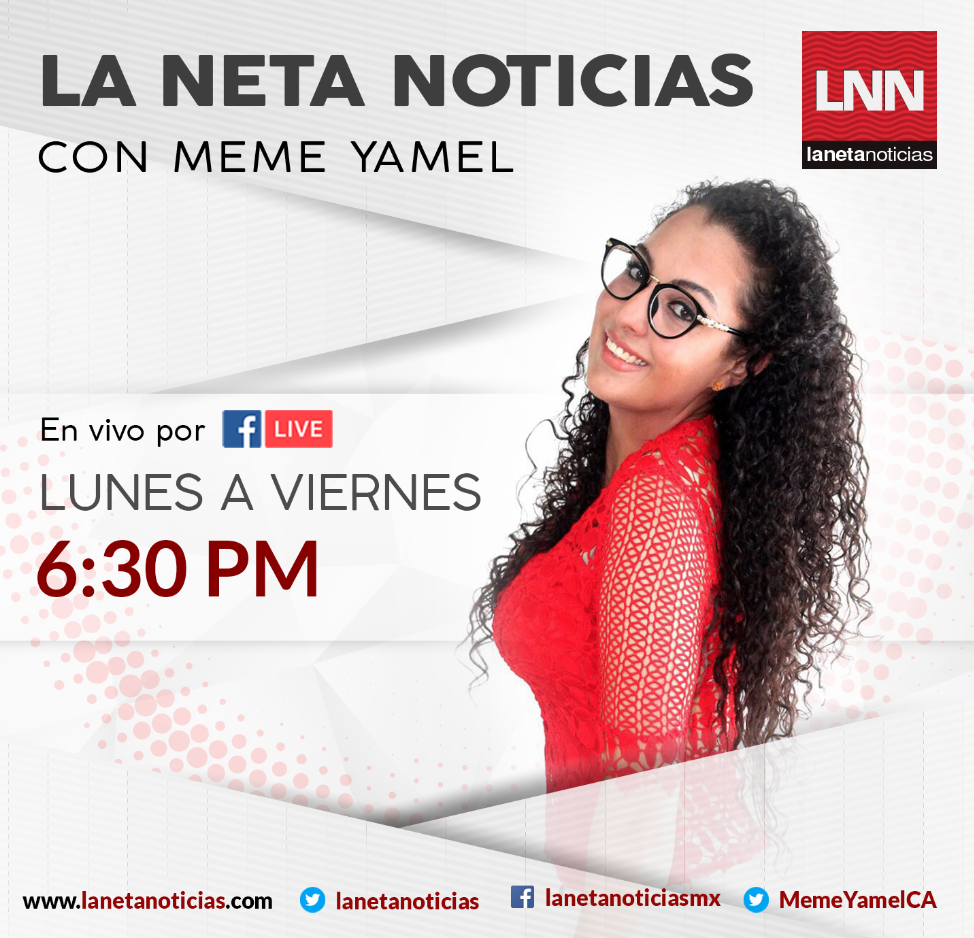 LA NETA NOTICIAS
CON MEME YAMEL
LNN
lanetanoticias
En vivo por f LIVE
LUNES A VIERNES
6:30 PM
www.lanetanoticias.com lanetanoticias f lanetanoticiasmx MemeYamelCA